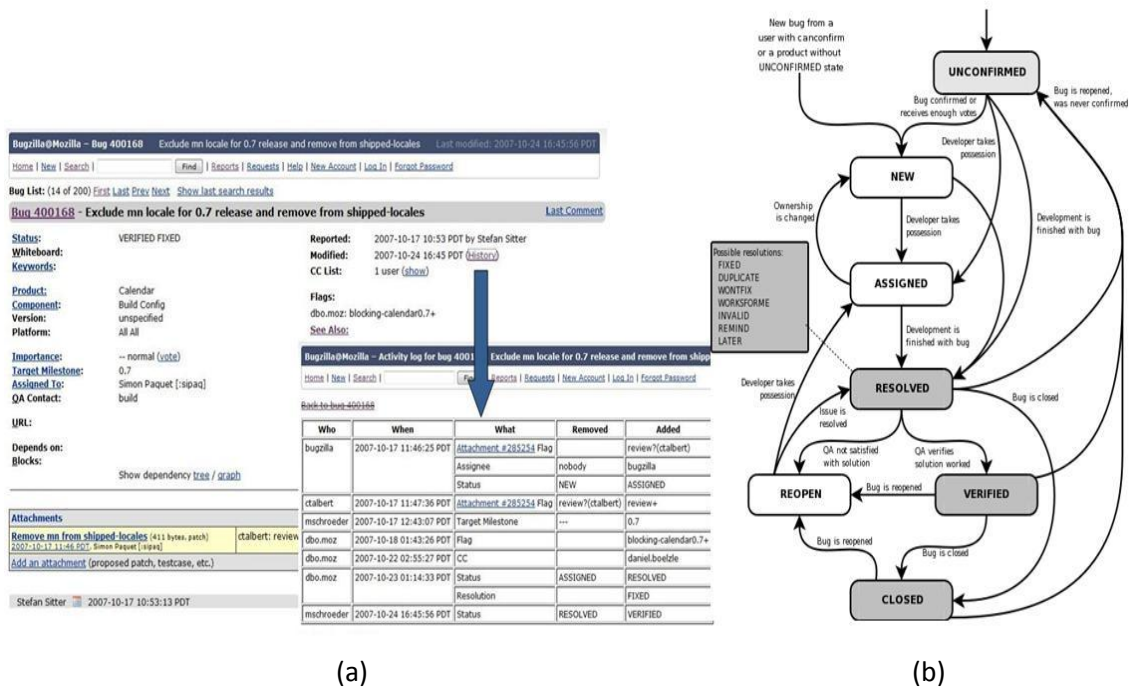 Bugzilla@Mozilla – Bug 400168 Exclude mn locale for 0.7 release and remove from shipped-locales Last modified: 2007-10-24 16:45:56 PDT
Home | New | Search | Find | Reports | Requests | Help | New Account | Log In | Forgot Password
Bug List: (14 of 200) First Last Prev Next Show last search results
Bug 400168 - Exclude mn locale for 0.7 release and remove from shipped-locales Last Comment
Status: VERIFIED FIXED
Whiteboard:
Keywords:
Product: Calendar
Component: Build Config
Version: unspecified
Platform: All All
Importance: -- normal (vote)
Target Milestone: 0.7
Assigned To: Simon Paquet [:sipaq]
QA Contact: build
URL:
Depends on:
Blocks:
Show dependency tree / graph
Reported: 2007-10-17 10:53 PDT by Stefan Sitter
Modified: 2007-10-24 16:45 PDT (History)
CC List: 1 user (show)
Flags:
dbo.moz: blocking-calendar0.7+
See Also:
Attachments
Remove mn from shipped-locales (411 bytes, patch) ctalbert: review
2007-10-17 11:46 PDT, Simon Paquet [:sipaq]
Add an attachment (proposed patch, testcase, etc.)
Stefan Sitter 2007-10-17 10:53:13 PDT
Bugzilla@Mozilla – Activity log for bug 4001 Exclude mn locale for 0.7 release and remove from shipp
Home | New | Search | Fin Reports | Requests | New Account | Log In | Forgot Password
Back to bug 400168
Who When What Removed Added
bugzilla 2007-10-17 11:46:25 PDT Attachment #285254 Flag review?(ctalbert)
Assignee nobody bugzilla
Status NEW ASSIGNED
ctalbert 2007-10-17 11:47:36 PDT Attachment #285254 Flag review?(ctalbert) review+
mschroeder 2007-10-17 12:43:07 PDT Target Milestone --- 0.7
dbo.moz 2007-10-18 01:43:26 PDT Flag blocking-calendar0.7+
dbo.moz 2007-10-22 02:55:27 PDT CC daniel.boelzle
dbo.moz 2007-10-23 01:14:33 PDT Status ASSIGNED RESOLVED
Resolution FIXED
mschroeder 2007-10-24 16:45:56 PDT Status RESOLVED VERIFIED
(a)
New bug from a
user with canconfirm
or a product without
UNCONFIRMED state
UNCONFIRMED
Bug confirmed or
receives enough votes
Bug is reopened,
was never confirmed
Developer takes
possession
NEW
Ownership
is changed
Developer takes
possession
Development is
finished with bug
Possible resolutions:
FIXED
DUPLICATE
WONTFIX
WORKSFORME
INVALID
REMIND
LATER
ASSIGNED
Development is
finished with bug
RESOLVED
Developer takes
possession
Issue is
resolved
Bug is closed
QA not satisfied
with solution
QA verifies
solution worked
REOPEN
Bug is reopened
VERIFIED
Bug is reopened
Bug is closed
CLOSED
(b)